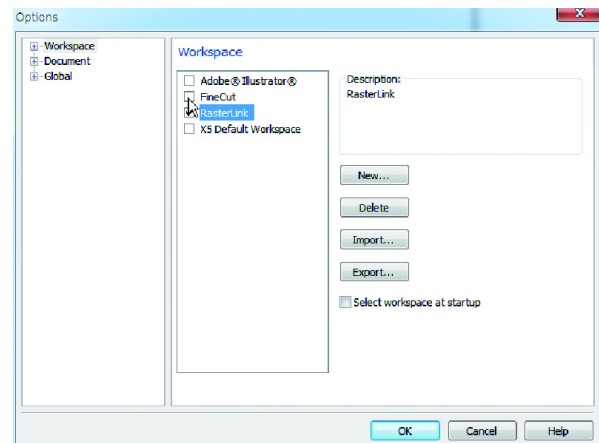 Options
Workspace
Document
Global
Workspace
Adobe® Illustrator®
FineCut
RasterLink
X5 Default Workspace
Description:
RasterLink
New...
Delete
Import...
Export...
Select workspace at startup
OK
Cancel
Help